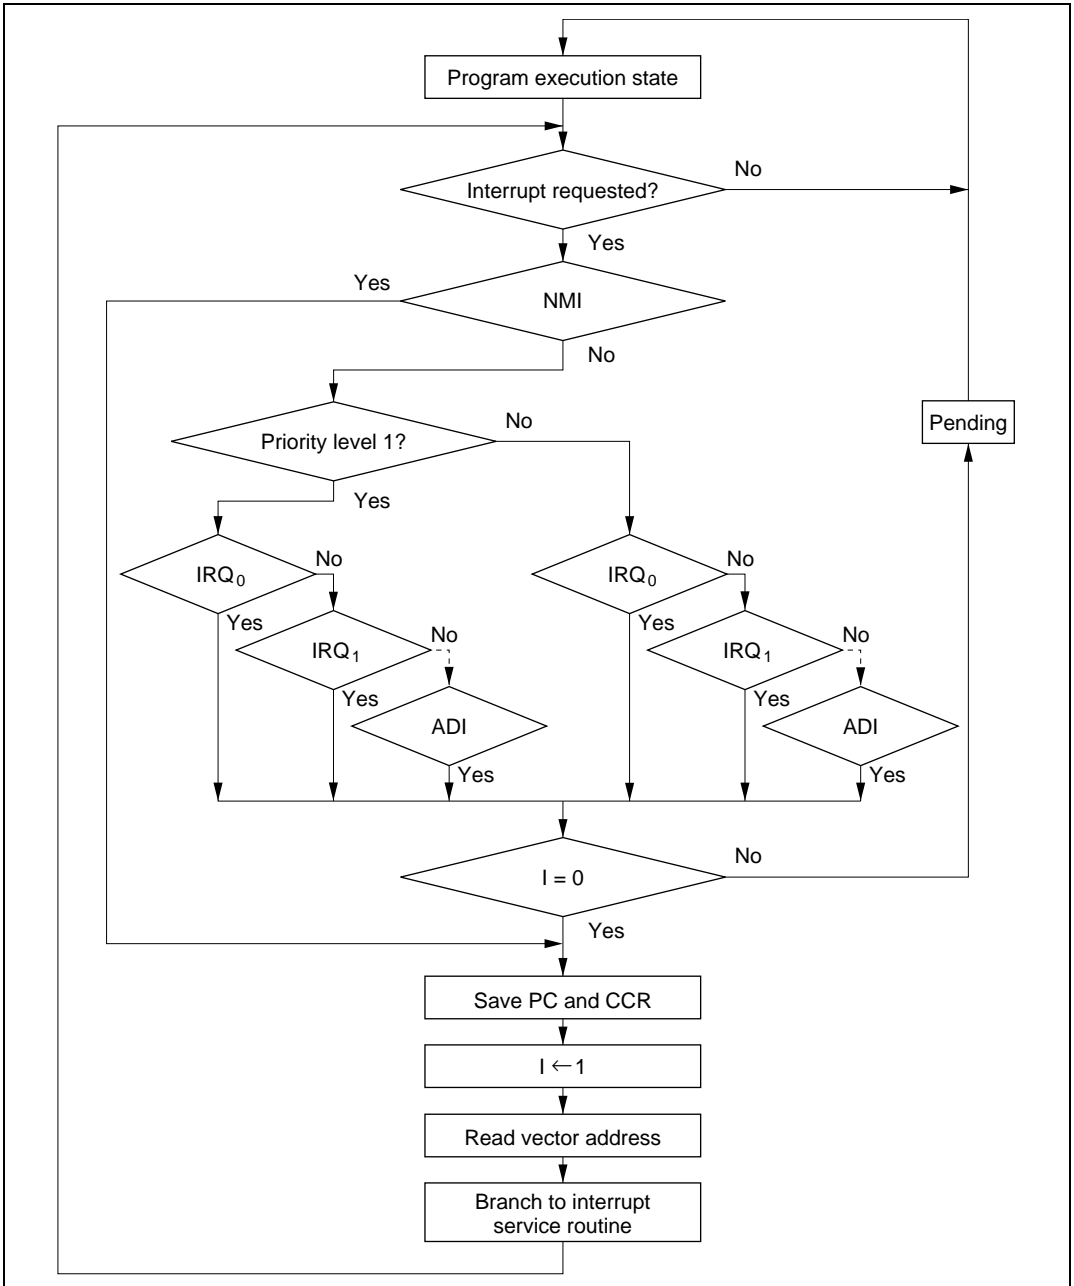 Program execution state
Interrupt requested?
No
Yes
Yes
NMI
No
Pending
Priority level 1?
No
Yes
IRQ0
No
Yes
IRQ1
No
Yes
ADI
Yes
IRQ0
No
Yes
IRQ1
No
Yes
ADI
Yes
I = 0
No
Yes
Save PC and CCR
I ←1
Read vector address
Branch to interrupt
service routine